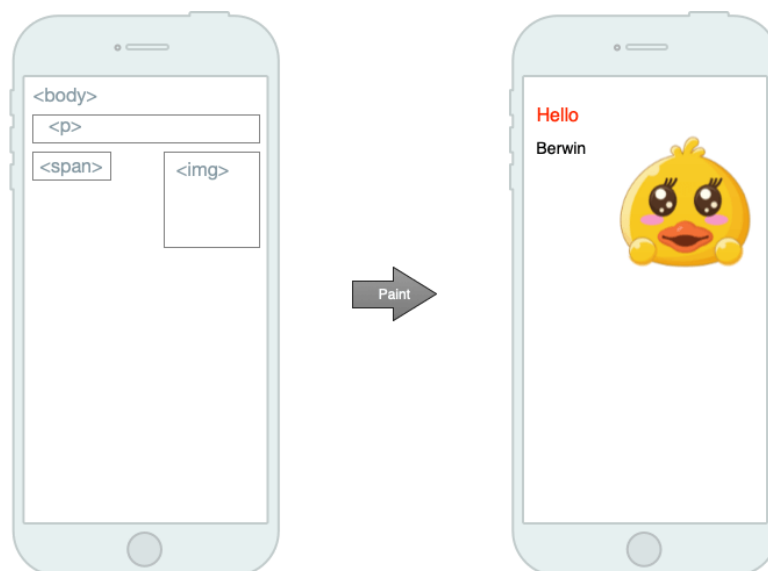 <body>
<p>
<span>
<img>
Paint
Hello
Berwin